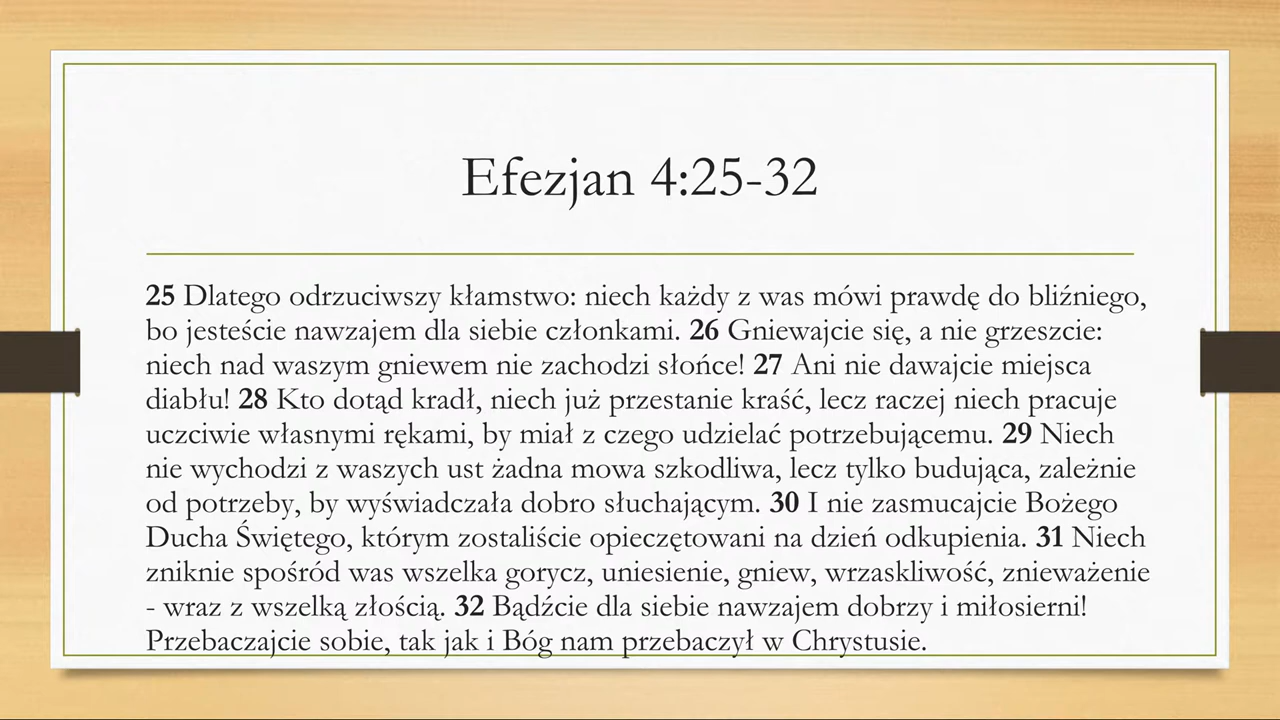 Efezjan 4:25-32
25 Dlatego odrzuciwszy kłamstwo: niech każdy z was mówi prawdę do bliźniego,
bo jesteście nawzajem dla siebie członkami. 26 Gniewajcie się, a nie grzeszcie:
niech nad waszym gniewem nie zachodzi słońce! 27 Ani nie dawajcie miejsca
diabłu! 28 Kto dotąd kradł, niech już przestanie kraść, lecz raczej niech pracuje
uczciwie własnymi rękami, by miał z czego udzielać potrzebującemu. 29 Niech
nie wychodzi z waszych ust żadna mowa szkodliwa, lecz tylko budująca, zależnie
od potrzeby, by wyświadczała dobro słuchającym. 30 I nie zasmucajcie Bożego
Ducha Świętego, którym zostaliście opieczętowani na dzień odkupienia. 31 Niech
zniknie spośród was wszelka gorycz, uniesienie, gniew, wrzaskliwość, znieważenie
- wraz z wszelką złością. 32 Bądźcie dla siebie nawzajem dobrzy i miłosierni!
Przebaczajcie sobie, tak jak i Bóg nam przebaczył w Chrystusie.